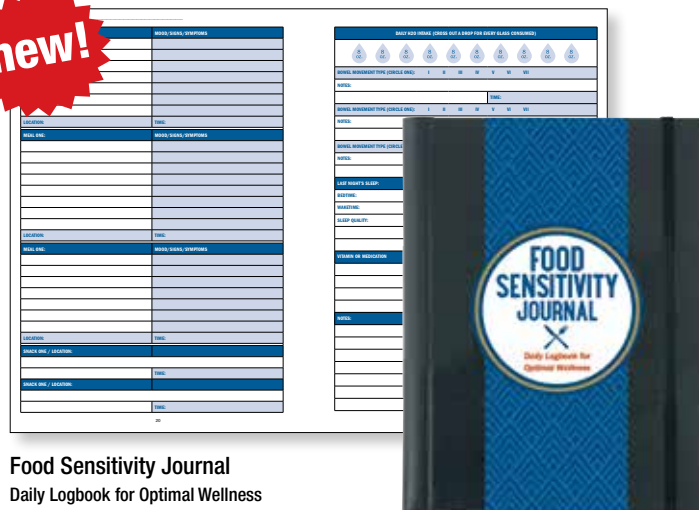 new!
MOOD/SIGNS/SYMPTOMS
LOCATION: TIME:
MEAL ONE: MOOD/SIGNS/SYMPTOMS
LOCATION: TIME:
MEAL ONE: MOOD/SIGNS/SYMPTOMS
LOCATION: TIME:
SNACK ONE / LOCATION:
TIME:
SNACK ONE / LOCATION:
TIME:
20
DAILY H2O INTAKE (CROSS OUT A DROP FOR EVERY GLASS CONSUMED)
8 8 8 8 8 8 8 8 8 8
OZ. OZ. OZ. OZ. OZ. OZ. OZ. OZ. OZ. OZ.
BOWEL MOVEMENT TYPE (CIRCLE ONE): I II III IV V VI VII
NOTES:
TIME:
BOWEL MOVEMENT TYPE (CIRCLE ONE): I II III IV V VI VII
NOTES:
BOWEL MOVEMENT TYPE (CIRCLE
NOTES:
LAST NIGHT'S SLEEP:
BEDTIME:
WAKETIME:
SLEEP QUALITY:
VITAMIN OR MEDICATION
NOTES:
FOOD
SENSITIVITY
JOURNAL
Daily Logbook for
Optimal Wellness
Food Sensitivity Journal
Daily Logbook for Optimal Wellness